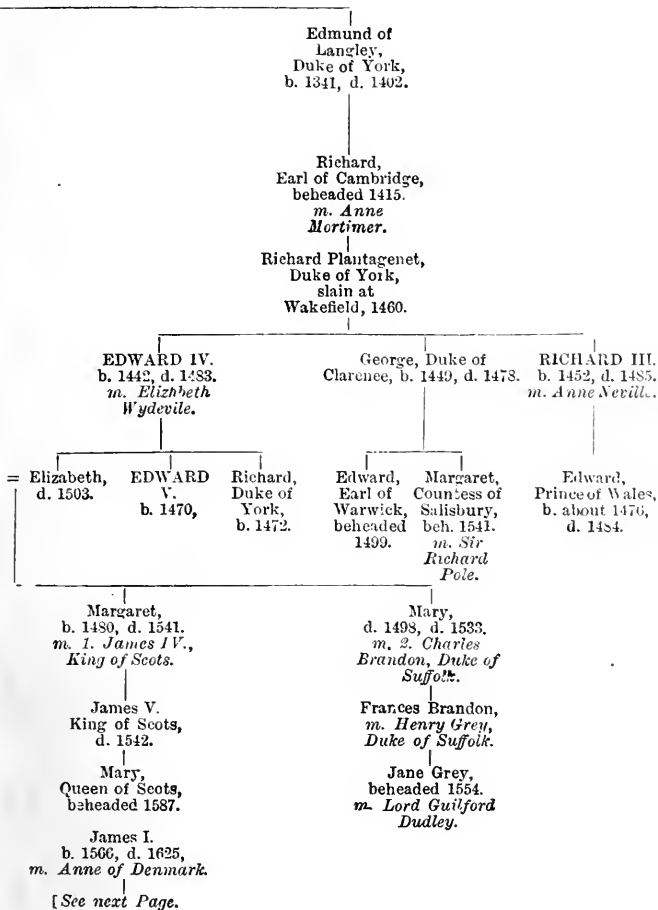 Edmund of
Langley,
Duke of York,
b. 1341, d. 1402.
Richard,
Earl of Cambridge,
beheaded 1415.
m. Anne
Mortimer.
Richard Plantagenet,
Duke of York,
slain at
Wakefield, 1460.
EDWARD IV.
b. 1442, d. 1483.
m. Elizabeth
Wydevile.
George, Duke of
Clarence, b. 1449, d. 1478.
RICHARD III.
b. 1452, d. 1485.
m. Anne Neville.
= Elizabeth,
d. 1503.
EDWARD
V.
b. 1470,
Richard,
Duke of
York,
b. 1472.
Edward,
Earl of
Warwick,
beheaded
1499.
Margaret,
Countess of
Salisbury,
beh. 1541.
m. Sir
Richard
Pole.
Edward,
Prince of Wales,
b. about 1476,
d. 1484.
Margaret,
b. 1480, d. 1541.
m. 1. James IV.,
King of Scots.
Mary,
d. 1498, d. 1533.
m. 2. Charles
Brandon, Duke of
Suffolk.
James V.
King of Scots,
d. 1542.
Frances Brandon,
m. Henry Grey,
Duke of Suffolk.
Mary,
Queen of Scots,
beheaded 1587.
Jane Grey,
beheaded 1554.
m. Lord Guilford
Dudley.
James I.
b. 1566, d. 1625,
m. Anne of Denmark.
[See next Page.